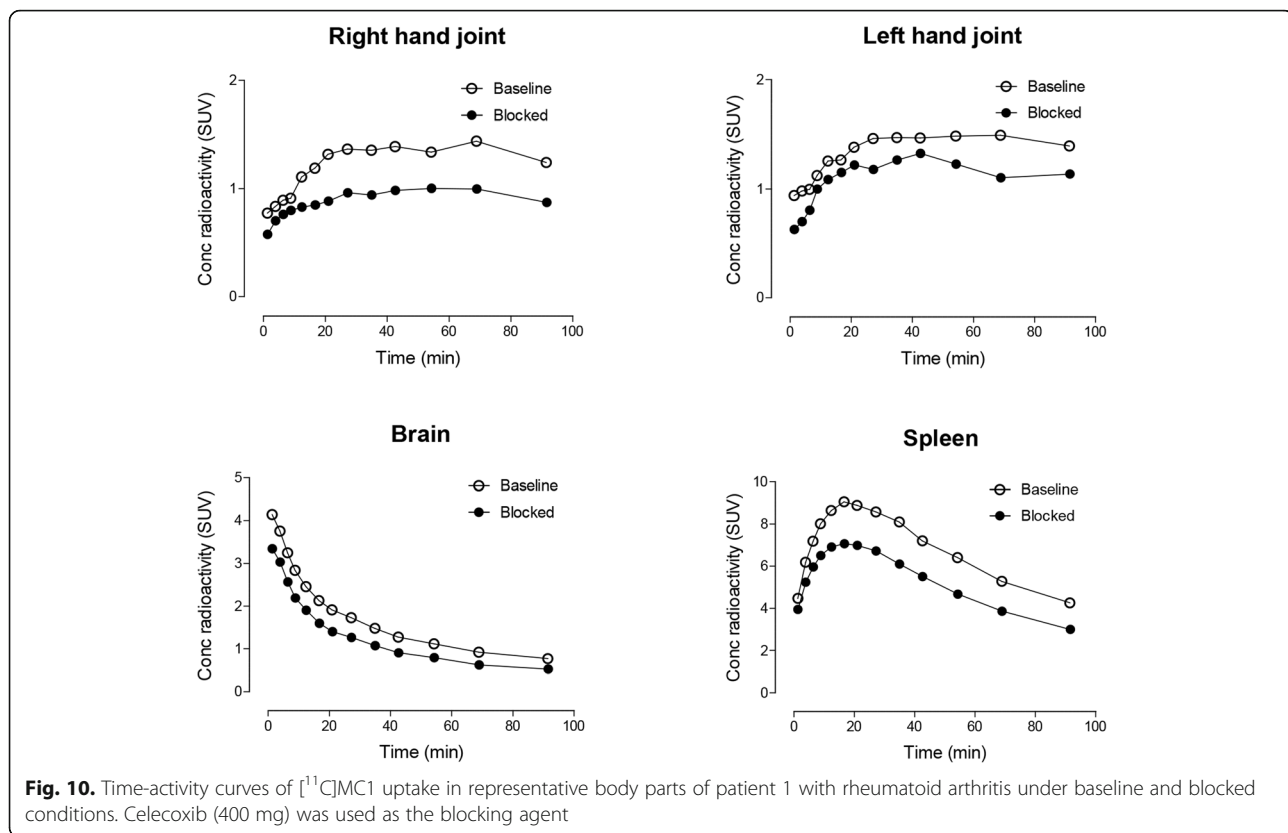 Right hand joint
Left hand joint
Baseline
Blocked
Conc radioactivity (SUV)
2
1
0
0 20 40 60 80 100
Time (min)
Baseline
Blocked
Conc radioactivity (SUV)
2
1
0
0 20 40 60 80 100
Time (min)
Brain
Spleen
Baseline
Blocked
Conc radioactivity (SUV)
5
4
3
2
1
0
0 20 40 60 80 100
Time (min)
Baseline
Blocked
Conc radioactivity (SUV)
10
8
6
4
2
0
0 20 40 60 80 100
Time (min)
Fig. 10. Time-activity curves of [¹¹C]MC1 uptake in representative body parts of patient 1 with rheumatoid arthritis under baseline and blocked
conditions. Celecoxib (400 mg) was used as the blocking agent